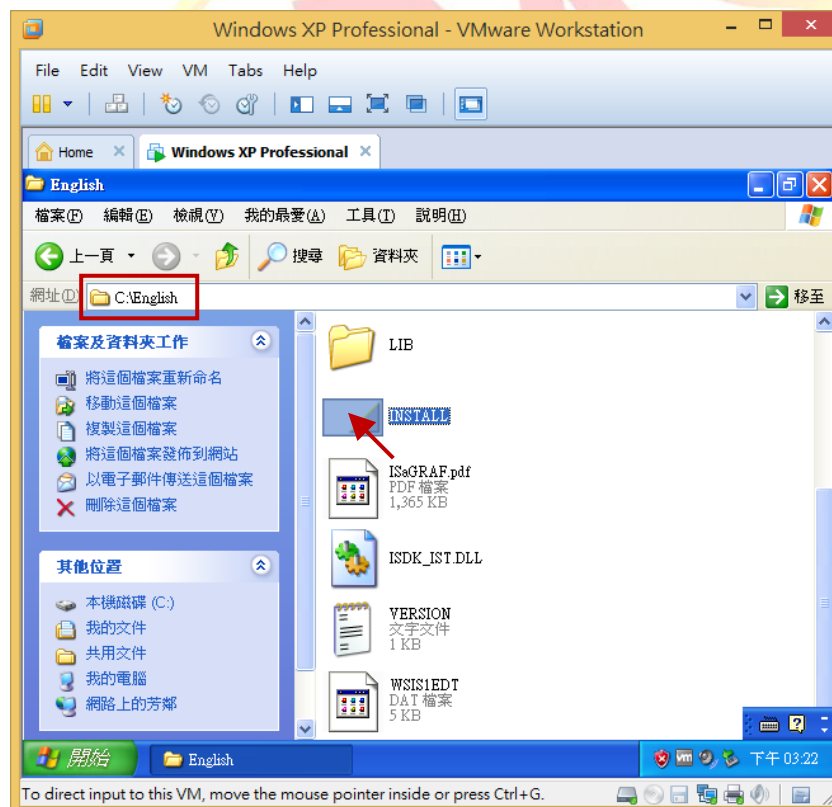 Windows XP Professional - VMware Workstation
File Edit View VM Tabs Help
Home
Windows XP Professional
English
檔案(F) 編輯(E) 檢視(V) 我的最愛(A) 工具(T) 說明(H)
上一頁 搜尋 資料夾
網址(D) C:\English 移至
檔案及資料夾工作
將這個檔案重新命名
移動這個檔案
複製這個檔案
將這個檔案發佈到網站
以電子郵件傳送這個檔案
刪除這個檔案
其他位置
本機磁碟 (C:)
我的文件
共用文件
我的電腦
網路上的芳鄰
LIB
INSTALL
ISaGRAF.pdf
PDF 檔案
1,365 KB
ISDK_IST.DLL
VERSION
文字文件
1 KB
WSIS1EDT
DAT 檔案
5 KB
開始 English 下午 03:22
To direct input to this VM, move the mouse pointer inside or press Ctrl+G.